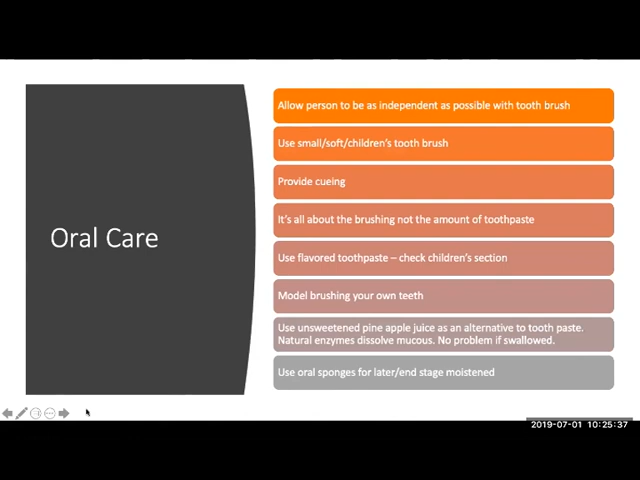 Oral Care
Allow person to be as independent as possible with tooth brush
Use small/soft/children's tooth brush
Provide cueing
It's all about the brushing not the amount of toothpaste
Use flavored toothpaste – check children's section
Model brushing your own teeth
Use unsweetened pine apple juice as an alternative to tooth paste.
Natural enzymes dissolve mucous. No problem if swallowed.
Use oral sponges for later/end stage moistened
2019-07-01 10:25:37